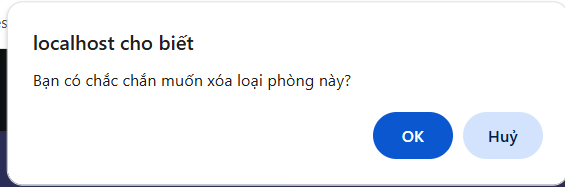 localhost cho biết
Bạn có chắc chắn muốn xóa loại phòng này?
OK
Huỷ